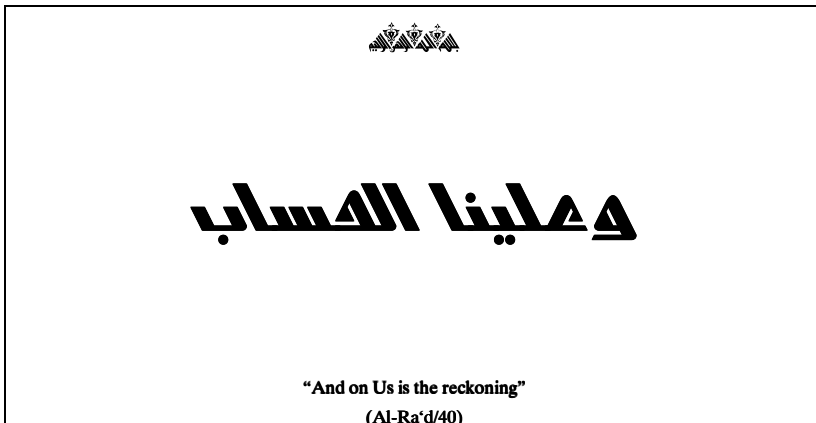 بسم الله الرحمن الرحيم
وعلينا الحساب
“And on Us is the reckoning”
(Al-Ra‘d/40)